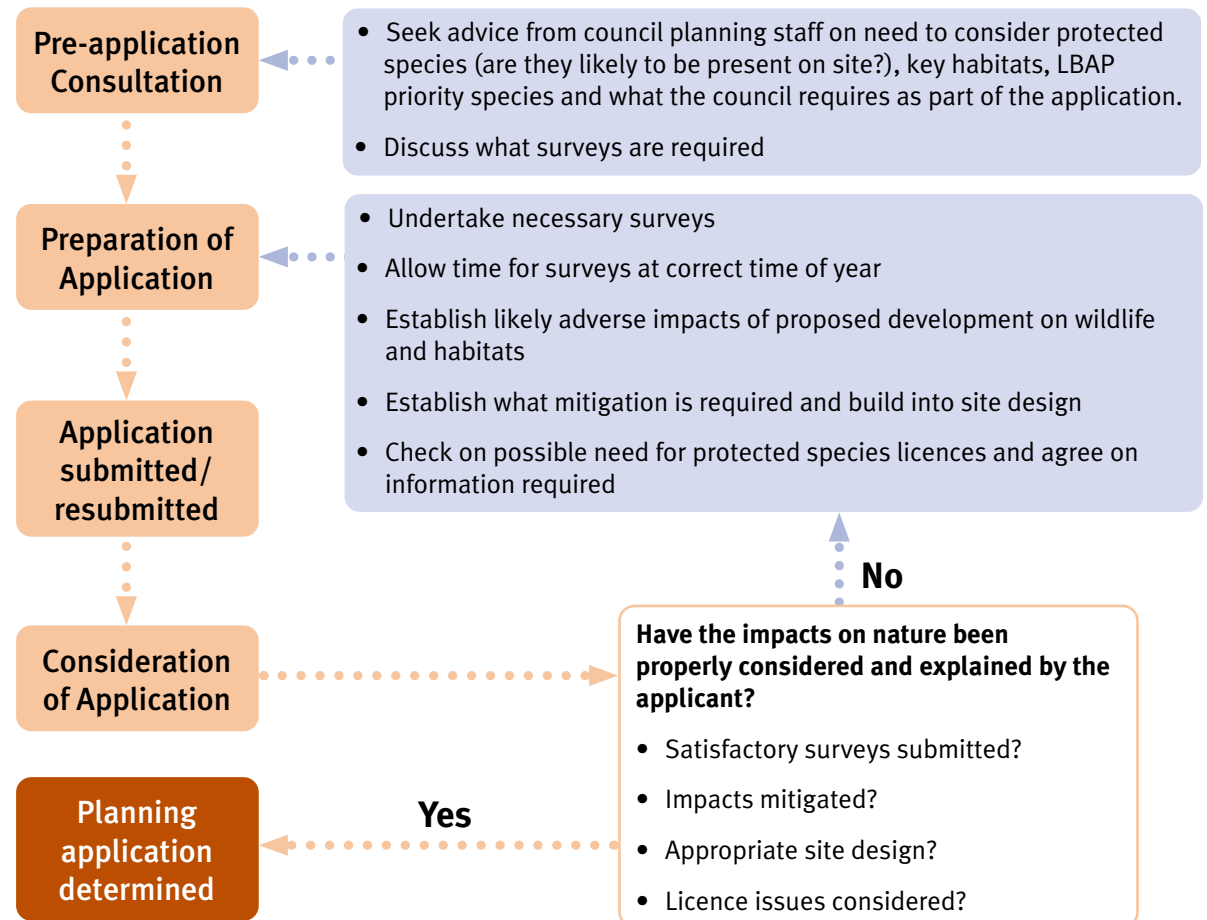 Pre-application
Consultation
• Seek advice from council planning staff on need to consider protected
species (are they likely to be present on site?), key habitats, LBAP
priority species and what the council requires as part of the application.
• Discuss what surveys are required
Preparation of
Application
• Undertake necessary surveys
• Allow time for surveys at correct time of year
• Establish likely adverse impacts of proposed development on wildlife
and habitats
• Establish what mitigation is required and build into site design
• Check on possible need for protected species licences and agree on
information required
Application
submitted/
resubmitted
No
Consideration
of Application
Have the impacts on nature been
properly considered and explained by the
applicant?
• Satisfactory surveys submitted?
• Impacts mitigated?
• Appropriate site design?
• Licence issues considered?
Yes
Planning
application
determined